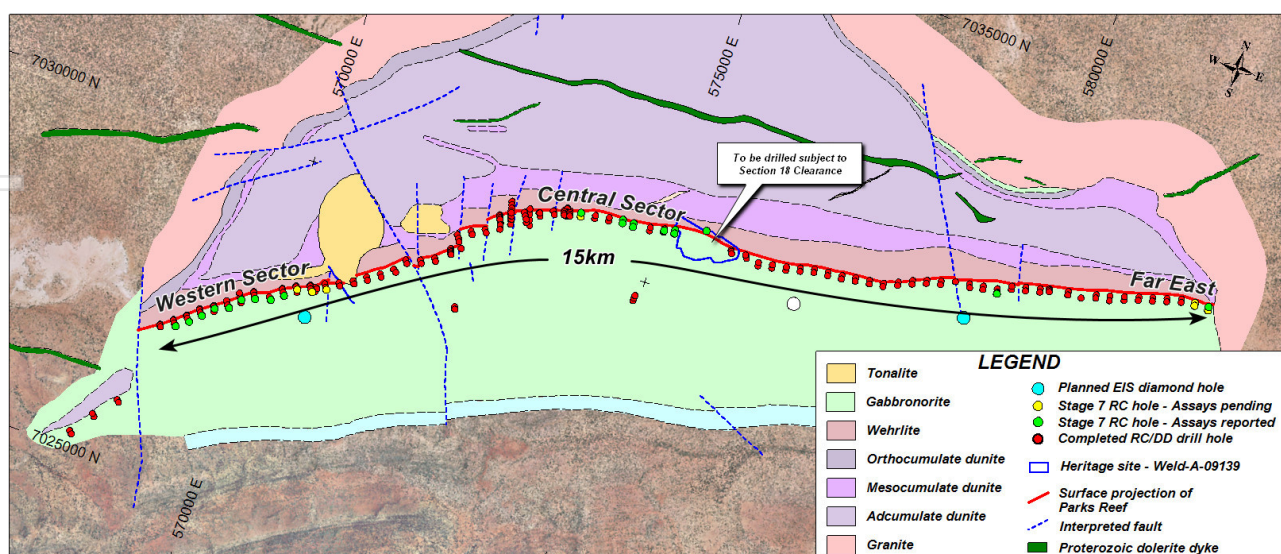 7030000 N
570000 E
575000 E
7035000 N
580000 E
N
W
E
S
To be drilled subject to
Section 18 Clearance
Central Sector
Western Sector
15km
Far East
7025000 N
570000 E
LEGEND
Tonalite
Gabbronorite
Wehrlite
Orthocumulate dunite
Mesocumulate dunite
Adcumulate dunite
Granite
Planned EIS diamond hole
Stage 7 RC hole - Assays pending
Stage 7 RC hole - Assays reported
Completed RC/DD drill hole
Heritage site - Weld-A-09139
Surface projection of
Parks Reef
Interpreted fault
Proterozoic dolerite dyke